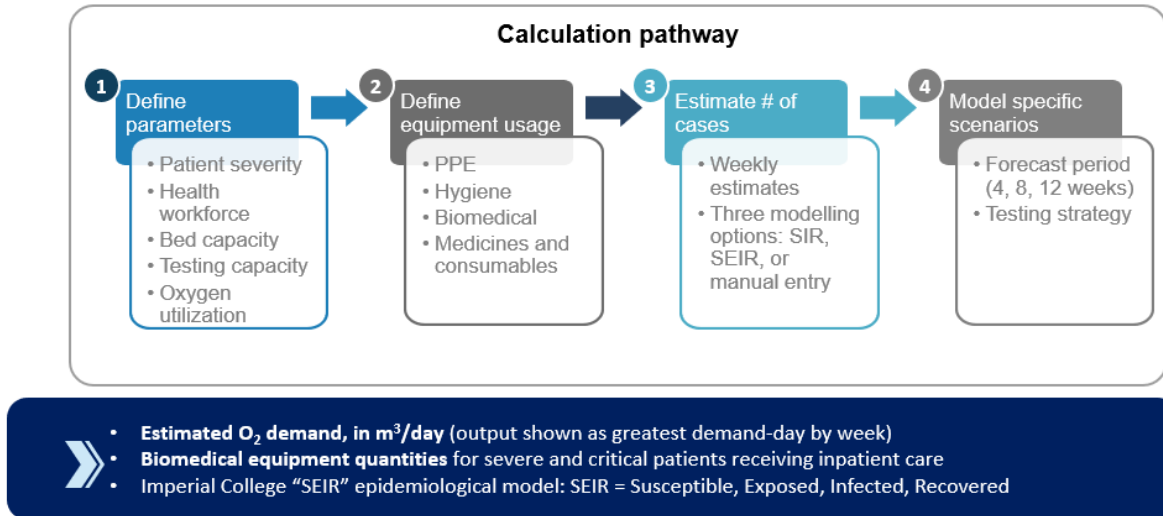 Calculation pathway
1
Define
parameters
• Patient severity
• Health
workforce
• Bed capacity
• Testing capacity
• Oxygen
utilization
2
Define
equipment usage
• PPE
• Hygiene
• Biomedical
• Medicines and
consumables
3
Estimate # of
cases
• Weekly
estimates
• Three modelling
options: SIR,
SEIR, or
manual entry
4
Model specific
scenarios
• Forecast period
(4, 8, 12 weeks)
• Testing strategy
• Estimated O₂ demand, in m³/day (output shown as greatest demand-day by week)
• Biomedical equipment quantities for severe and critical patients receiving inpatient care
• Imperial College “SEIR” epidemiological model: SEIR = Susceptible, Exposed, Infected, Recovered